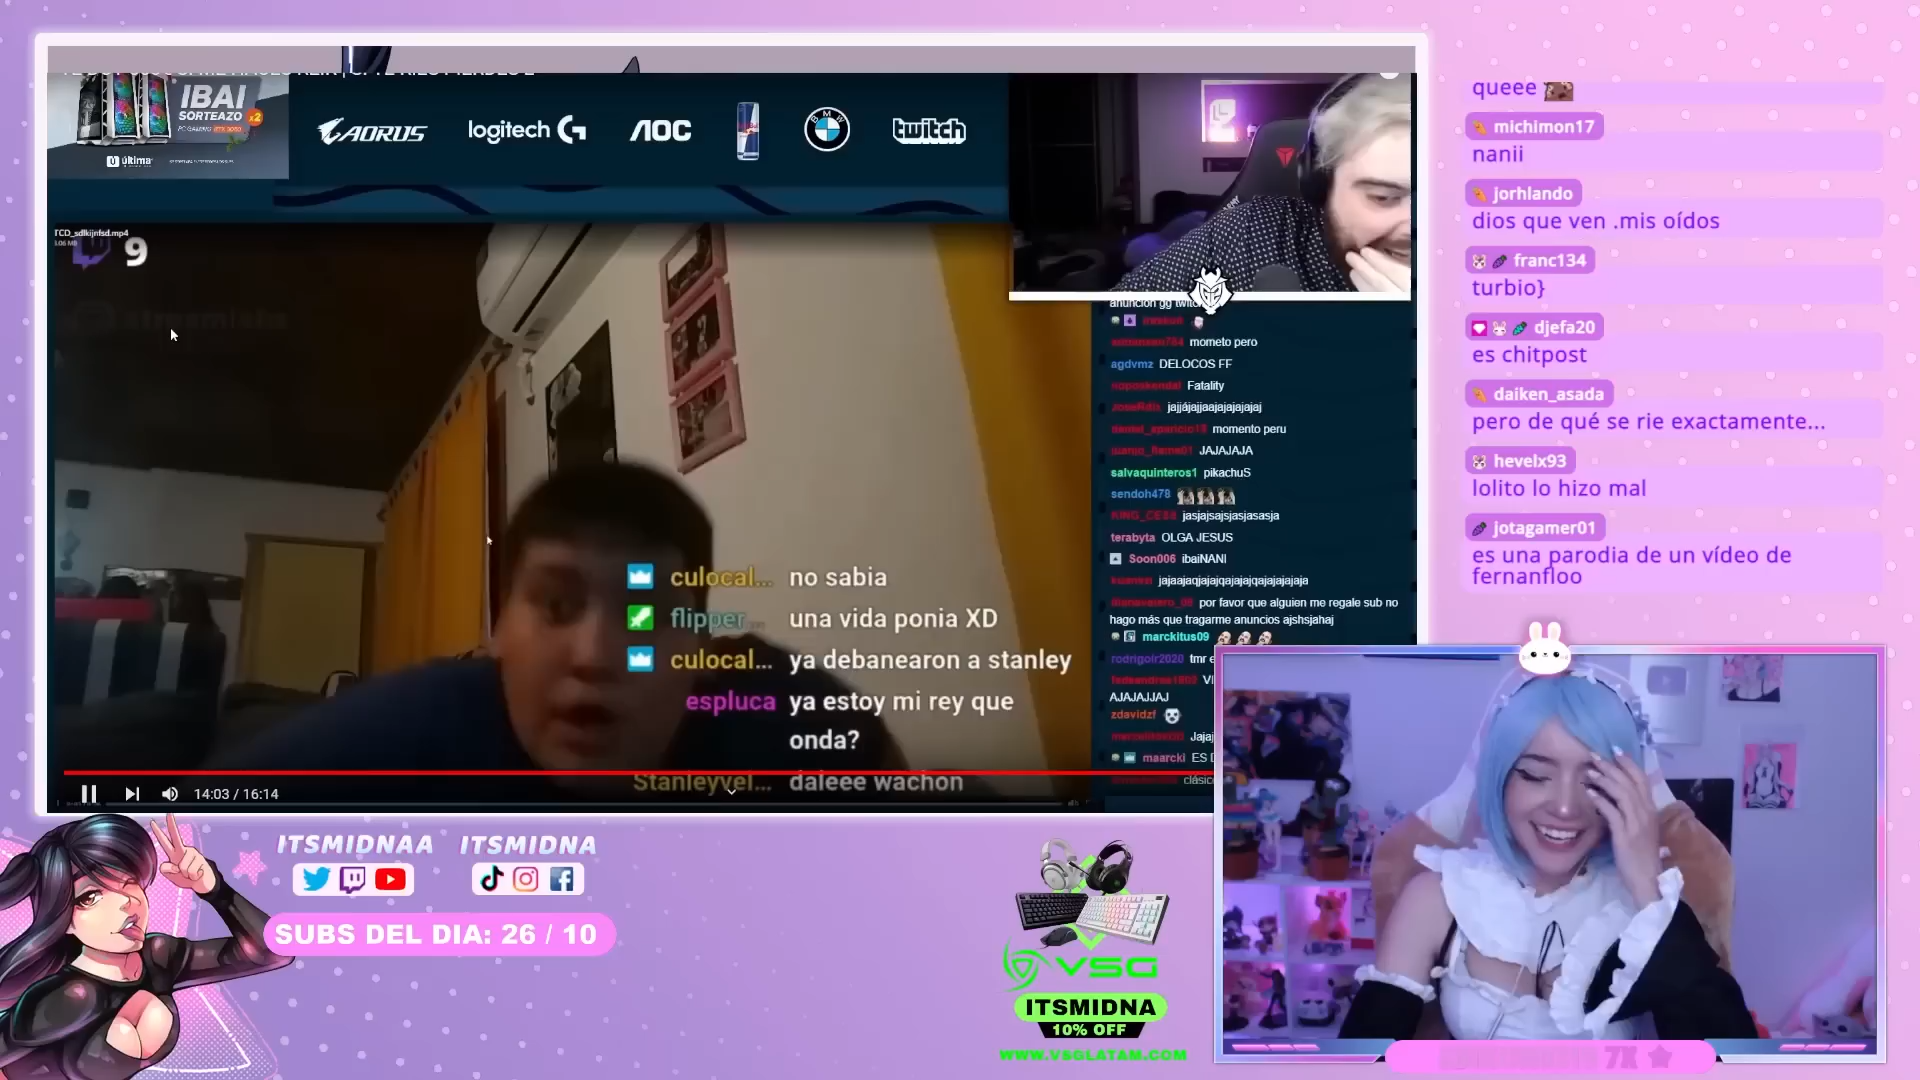 IBAI
SORTEAZO x2
última
AORUS
logitech G
AOC
twitch
9
no sabia
una vida ponia XD
culocal... ya debanearon a stanley
espluca ya estoy mi rey que
onda?
Stanleyvel... daleee wachon
14:03 / 16:14
mometo pero
agdvmz DELOCOS FF
Fatality
jajjájajjaajajajajajaj
momento peru
JAJAJAJA
salvaquinteros1 pikachuS
sendoh478
jasjajsajsjasjasasja
terabyta OLGA JESUS
Soon006 ibaiNANI
jajaajaqjajajqajajajqajajajajaja
por favor que alguien me regale sub no
hago más que tragarme anuncios ajshsjahaj
marckitus09
rodrigoir2020 tmr
AJAJAJJAJ
zdavidzf
maarcki ES
queee
michimon17
nanii
jorhlando
dios que ven .mis oídos
franc134
turbio}
djefa20
es chitpost
daiken_asada
pero de qué se rie exactamente...
hevelx93
lolito lo hizo mal
jotagamer01
es una parodia de un vídeo de
fernanfloo
ITSMIDNAA ITSMIDNA
SUBS DEL DIA: 26 / 10
VSG
ITSMIDNA
10% OFF
WWW.VSGLATAM.COM